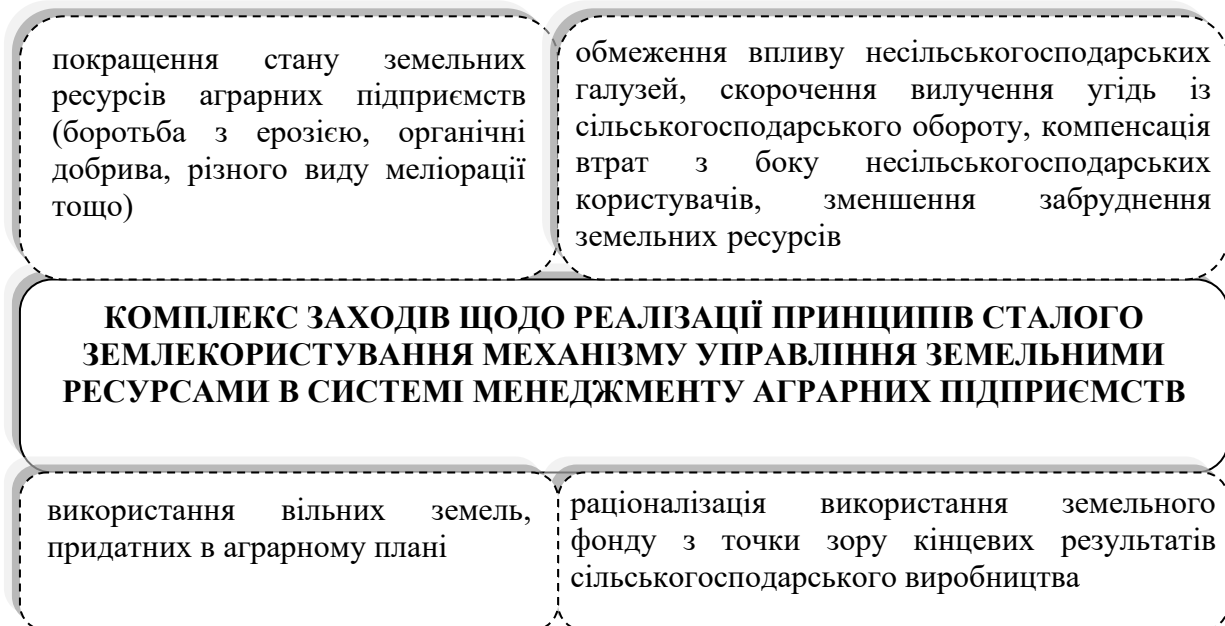 покращення стану земельних
ресурсів аграрних підприємств
(боротьба з ерозією, органічні
добрива, різного виду меліорації
тощо)
обмеження впливу несільськогосподарських
галузей, скорочення вилучення угідь із
сільськогосподарського обороту, компенсація
втрат з боку несільськогосподарських
користувачів, зменшення забруднення
земельних ресурсів
КОМПЛЕКС ЗАХОДІВ ЩОДО РЕАЛІЗАЦІЇ ПРИНЦИПІВ СТАЛОГО
ЗЕМЛЕКОРИСТУВАННЯ МЕХАНІЗМУ УПРАВЛІННЯ ЗЕМЕЛЬНИМИ
РЕСУРСАМИ В СИСТЕМІ МЕНЕДЖМЕНТУ АГРАРНИХ ПІДПРИЄМСТВ
використання вільних земель,
придатних в аграрному плані
раціоналізація використання земельного
фонду з точки зору кінцевих результатів
сільськогосподарського виробництва